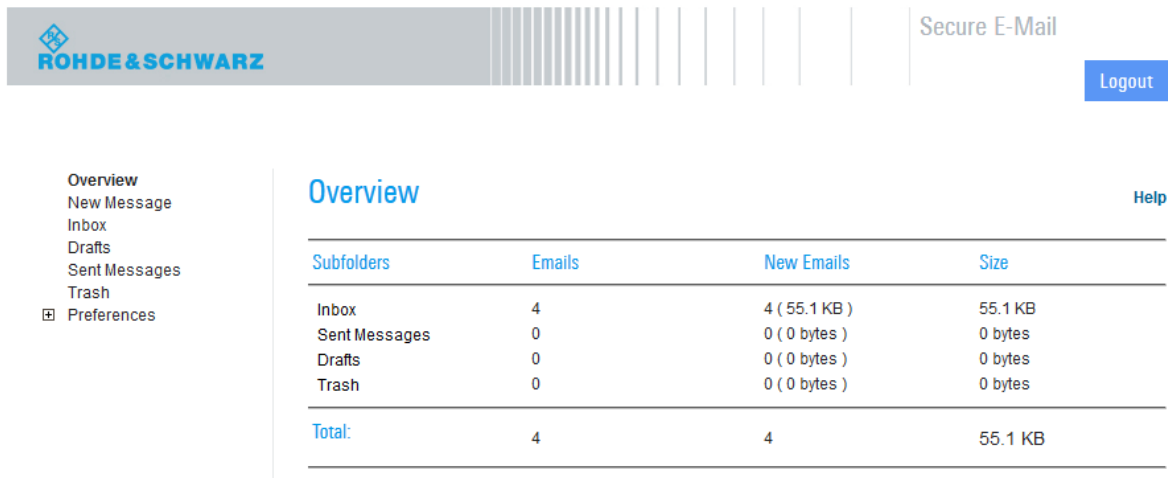 R S
ROHDE&SCHWARZ
Secure E-Mail
Logout
Overview
New Message
Inbox
Drafts
Sent Messages
Trash
Preferences
Overview
Help
Subfolders Emails New Emails Size
Inbox 4 4 ( 55.1 KB ) 55.1 KB
Sent Messages 0 0 ( 0 bytes ) 0 bytes
Drafts 0 0 ( 0 bytes ) 0 bytes
Trash 0 0 ( 0 bytes ) 0 bytes
Total: 4 4 55.1 KB